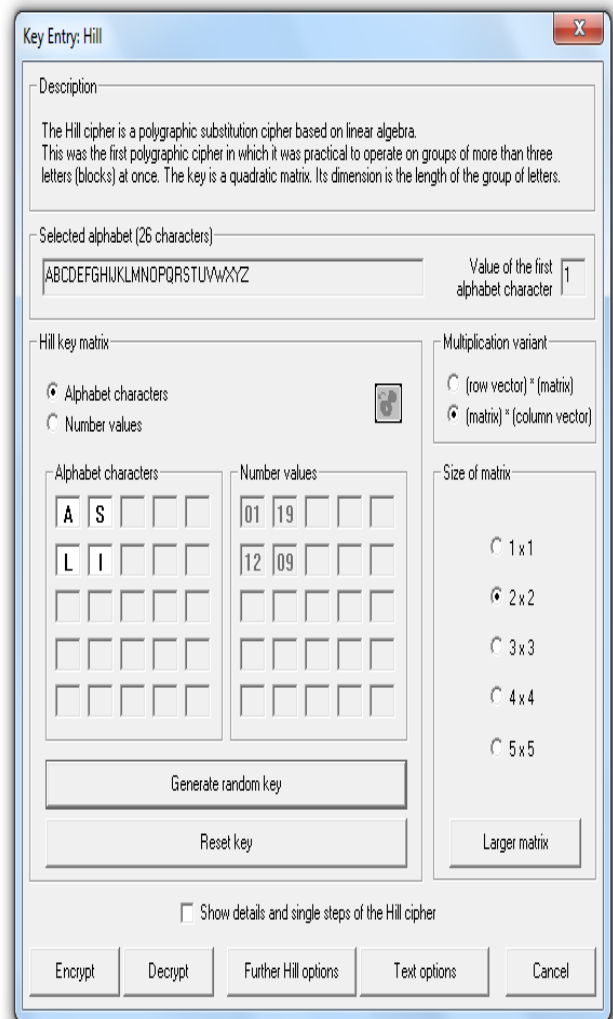 Key Entry: Hill
X
Description
The Hill cipher is a polygraphic substitution cipher based on linear algebra.
This was the first polygraphic cipher in which it was practical to operate on groups of more than three
letters (blocks) at once. The key is a quadratic matrix. Its dimension is the length of the group of letters.
Selected alphabet (26 characters)
ABCDEFGHIJKLMNOPQRSTUVWXYZ
Value of the first
alphabet character
1
Hill key matrix
Alphabet characters
Number values
Multiplication variant
(row vector) * (matrix)
(matrix) * (column vector)
Alphabet characters
A S
L I
Number values
01 19
12 09
Size of matrix
1 x 1
2 x 2
3 x 3
4 x 4
5 x 5
Generate random key
Reset key
Larger matrix
Show details and single steps of the Hill cipher
Encrypt
Decrypt
Further Hill options
Text options
Cancel